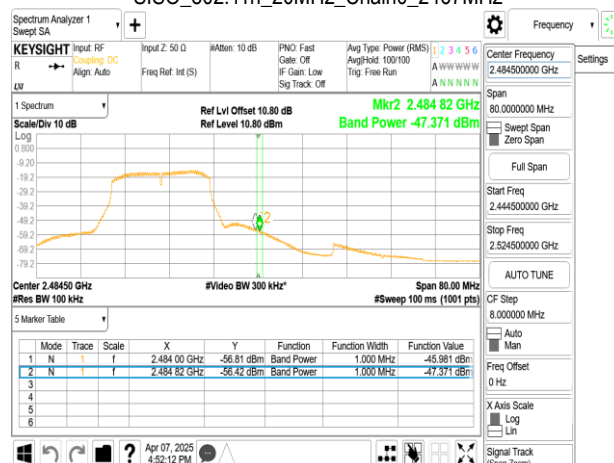 SISO_802.11n_20MHz_Chain0_2467MHz
Spectrum Analyzer 1
Swept SA
Frequency
Settings
KEYSIGHT
R
Input: RF
Coupling: DC
Align: Auto
Input Z: 50 Ω
Freq Ref: Int (S)
#Atten: 10 dB
PNO: Fast
Gate: Off
IF Gain: Low
Sig Track: Off
Avg Type: Power (RMS)
Avg|Hold: 100/100
Trig: Free Run
1 2 3 4 5 6
A W W W W W
A N N N N N
LXI
Center Frequency
2.484500000 GHz
Span
80.0000000 MHz
Swept Span
Zero Span
Full Span
Start Freq
2.444500000 GHz
Stop Freq
2.524500000 GHz
AUTO TUNE
CF Step
8.000000 MHz
Auto
Man
Freq Offset
0 Hz
X Axis Scale
Log
Lin
Signal Track
(Span Zoom)
1 Spectrum
Scale/Div 10 dB
Log
Ref Lvl Offset 10.80 dB
Ref Level 10.80 dBm
Mkr2 2.484 82 GHz
Band Power -47.371 dBm
0.800
-9.20
-19.2
-29.2
-39.2
-49.2
-59.2
-69.2
-79.2
2
Center 2.48450 GHz
#Res BW 100 kHz
#Video BW 300 kHz*
Span 80.00 MHz
#Sweep 100 ms (1001 pts)
5 Marker Table
Mode Trace Scale X Y Function Function Width Function Value
1 N 1 f 2.484 00 GHz -56.81 dBm Band Power 1.000 MHz -45.981 dBm
2 N 1 f 2.484 82 GHz -56.42 dBm Band Power 1.000 MHz -47.371 dBm
3
4
5
6
?
Apr 07, 2025
4:52:12 PM